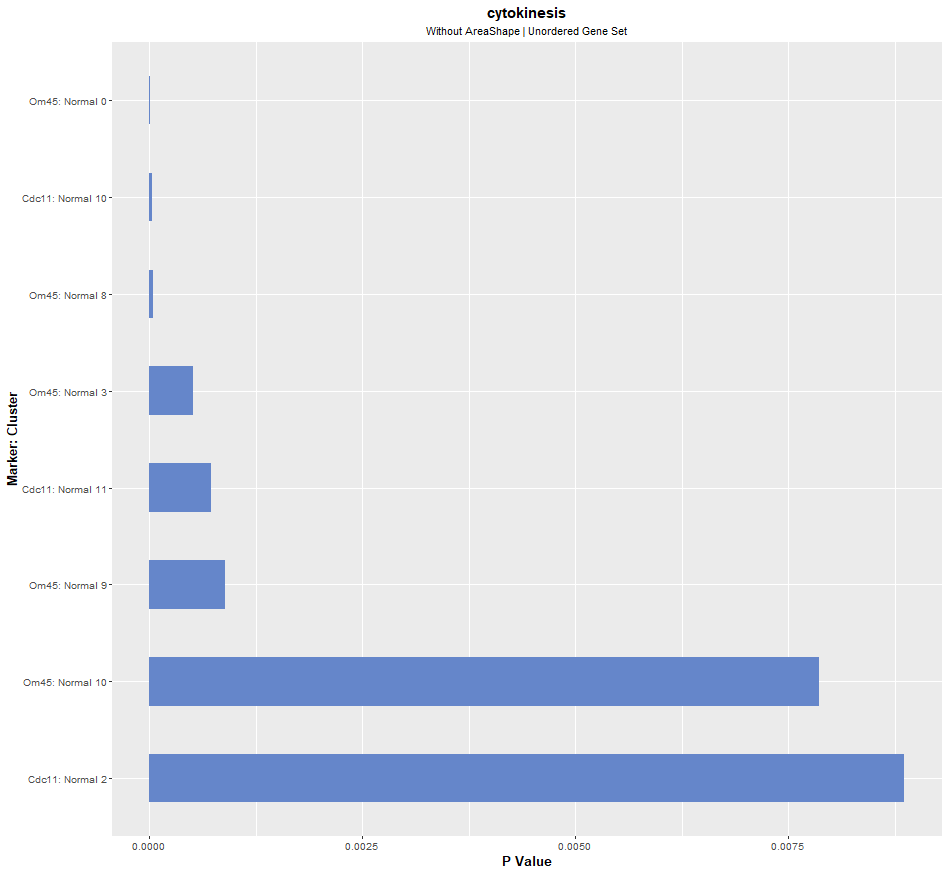 cytokinesis
Without AreaShape | Unordered Gene Set
Marker: Cluster
Om45: Normal 0
Cdc11: Normal 10
Om45: Normal 8
Om45: Normal 3
Cdc11: Normal 11
Om45: Normal 9
Om45: Normal 10
Cdc11: Normal 2
0.0000 0.0025 0.0050 0.0075
P Value